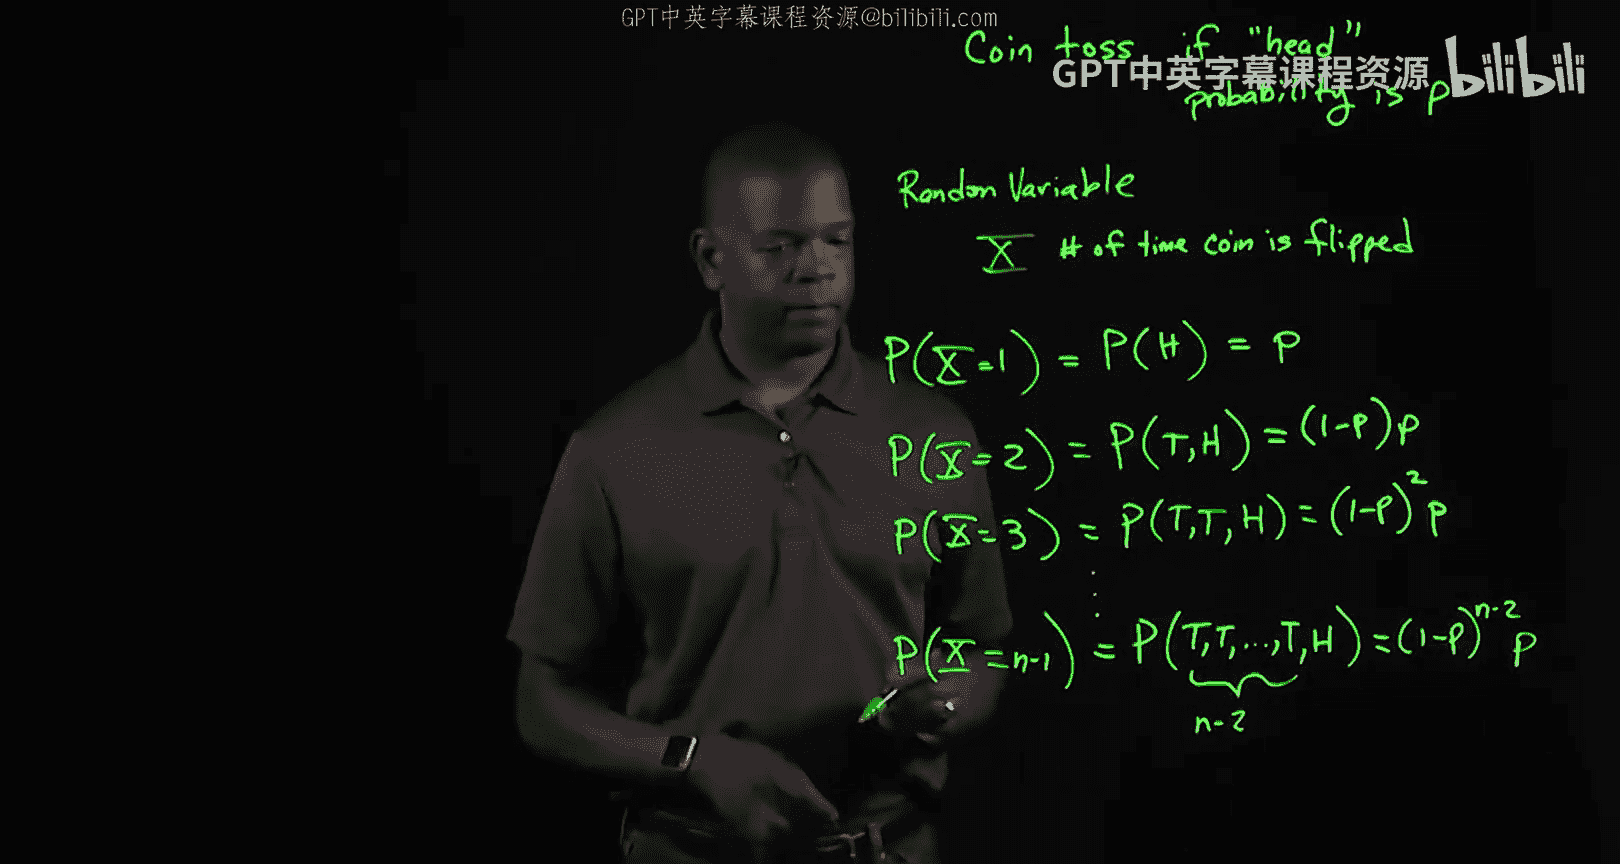 GPT中英字幕课程资源@bilibili.com
Coin toss if "head"
GPT中英字幕课程资源 bilibili
probability is p
Random Variable
X # of time coin is flipped
P(X=1) = P(H) = p
P(X=2) = P(T,H) = (1-p)p
P(X=3) = P(T,T,H) = (1-p)² p
⋮
P(X=n-1) = P(T,T,...,T,H) = (1-p)ⁿ⁻² p
n-2